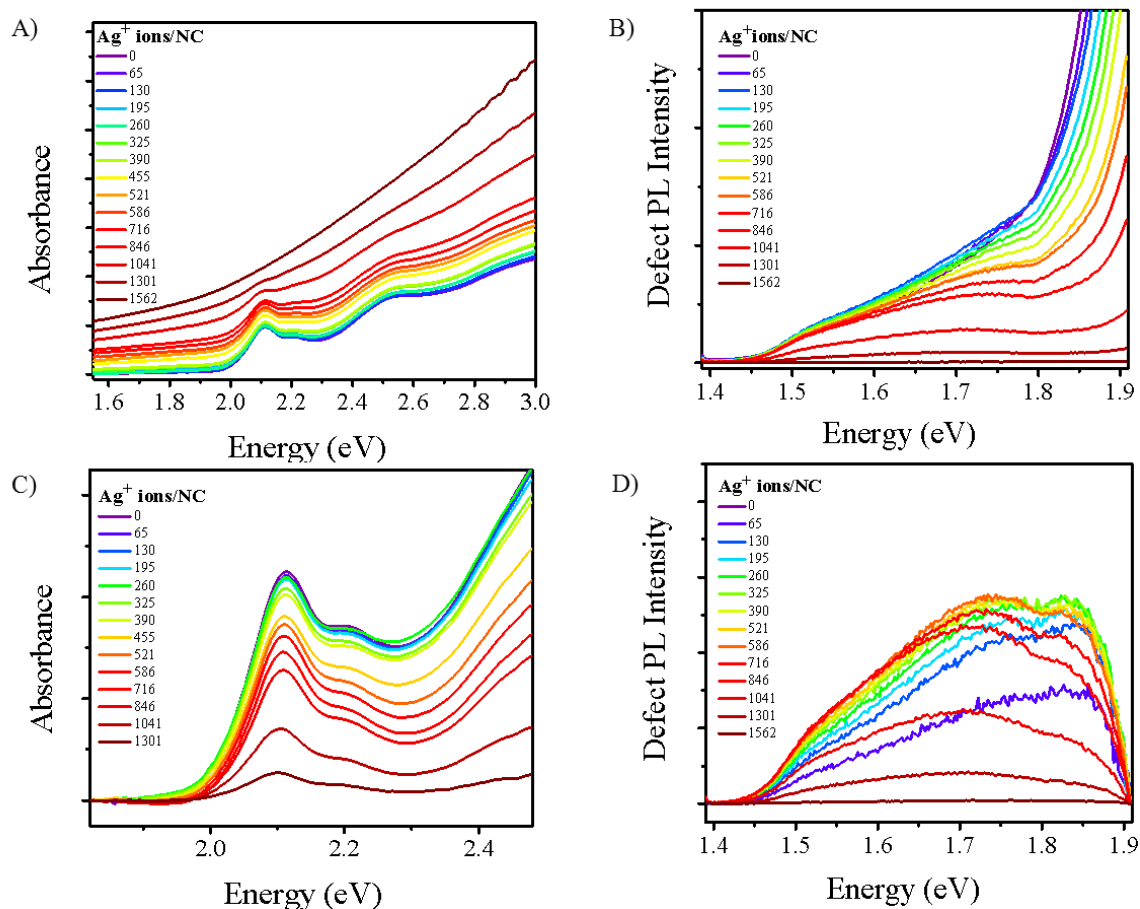 A)
Ag⁺ ions/NC
0
65
130
195
260
325
390
455
521
586
716
846
1041
1301
1562
Absorbance
1.6 1.8 2.0 2.2 2.4 2.6 2.8 3.0
Energy (eV)
B)
Ag⁺ ions/NC
0
65
130
195
260
325
390
521
586
716
846
1041
1301
1562
Defect PL Intensity
1.4 1.5 1.6 1.7 1.8 1.9
Energy (eV)
C)
Ag⁺ ions/NC
0
65
130
195
260
325
390
455
521
586
716
846
1041
1301
Absorbance
2.0 2.2 2.4
Energy (eV)
D)
Ag⁺ ions/NC
0
65
130
195
260
325
390
521
586
716
846
1041
1301
1562
Defect PL Intensity
1.4 1.5 1.6 1.7 1.8 1.9
Energy (eV)